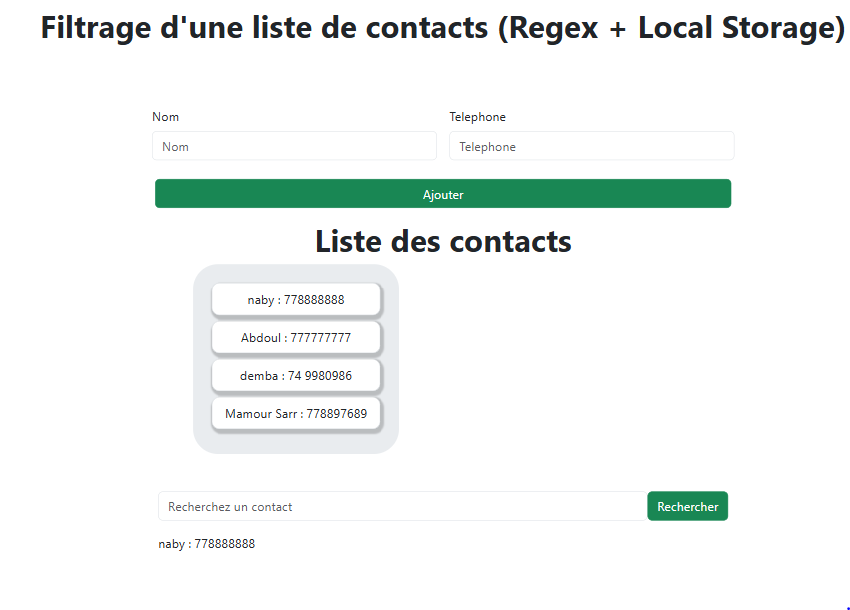 Filtrage d'une liste de contacts (Regex + Local Storage)
Nom Telephone
Nom Telephone
Ajouter
Liste des contacts
naby : 778888888
Abdoul : 777777777
demba : 74 9980986
Mamour Sarr : 778897689
Recherchez un contact Rechercher
naby : 778888888